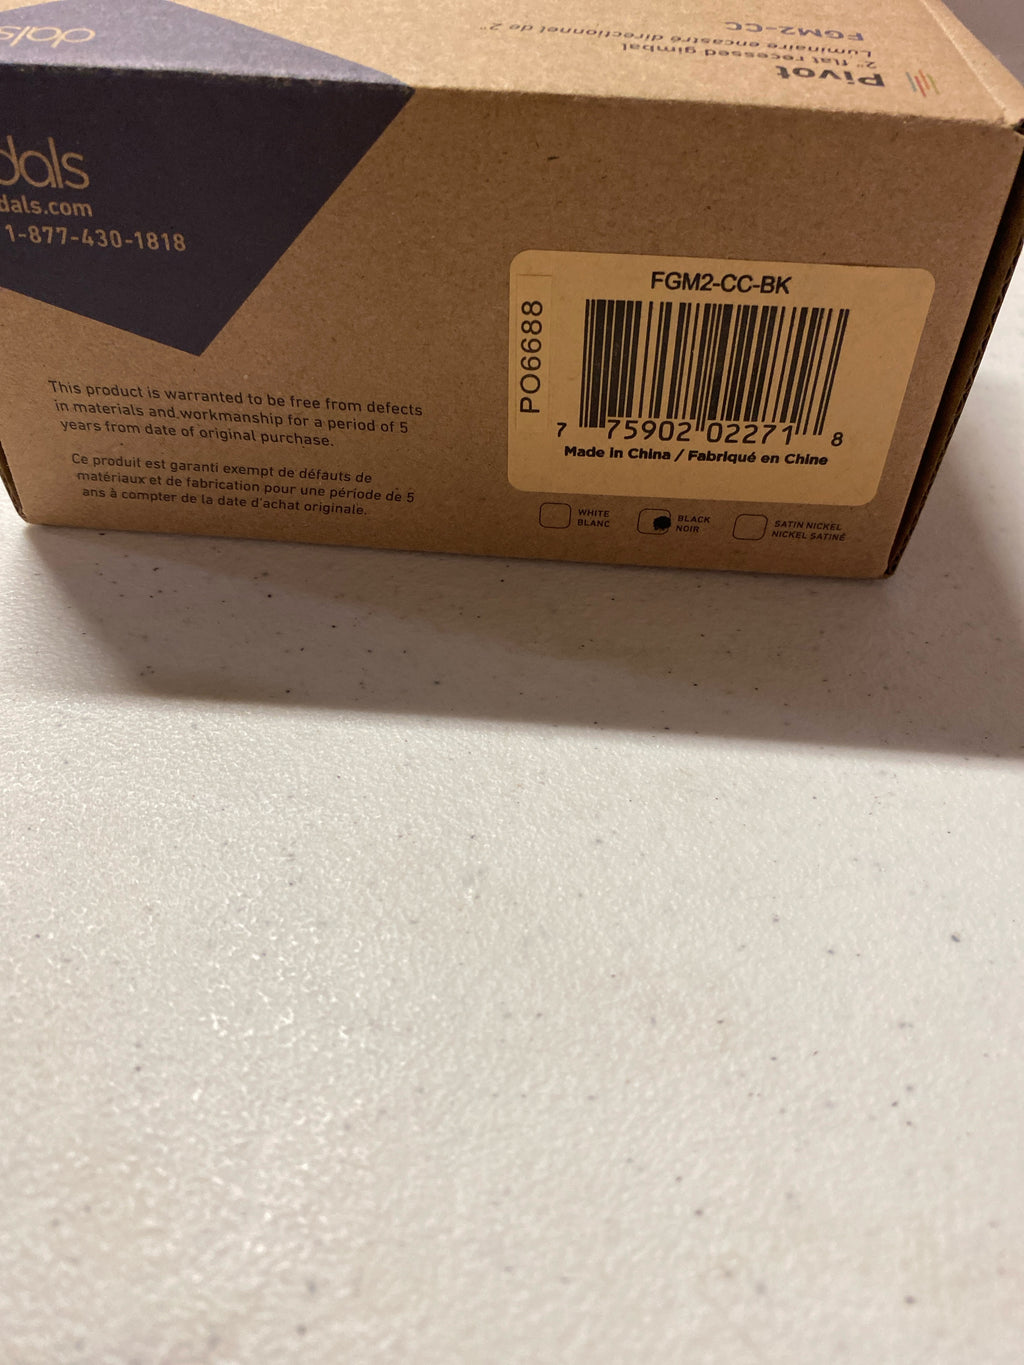 dals
Pivot
2" flat recessed gimbal
Luminaire encastré directionnel de 2"
FGM2-CC
dals
dals.com
1-877-430-1818
This product is warranted to be free from defects
in materials and workmanship for a period of 5
years from date of original purchase.
Ce produit est garanti exempt de défauts de
matériaux et de fabrication pour une période de 5
ans à compter de la date d'achat originale.
FGM2-CC-BK
PO6688
7 75902 02271 8
Made in China / Fabriqué en Chine
WHITE
BLANC
BLACK
NOIR
SATIN NICKEL
NICKEL SATINÉ